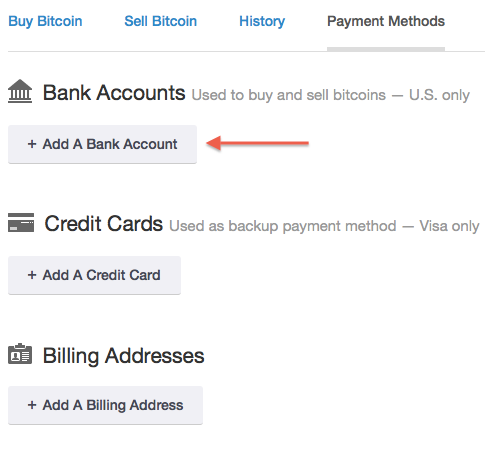 Buy Bitcoin Sell Bitcoin History Payment Methods
Bank Accounts Used to buy and sell bitcoins — U.S. only
+ Add A Bank Account
Credit Cards Used as backup payment method — Visa only
+ Add A Credit Card
Billing Addresses
+ Add A Billing Address